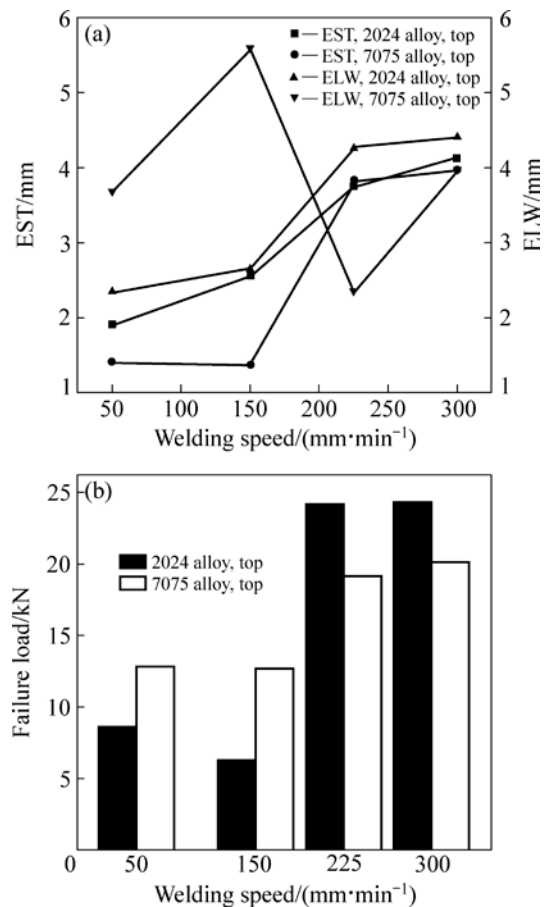 (a)
EST, 2024 alloy, top
EST, 7075 alloy, top
ELW, 2024 alloy, top
ELW, 7075 alloy, top
6
5
4
3
2
1
EST/mm
6
5
4
3
2
1
ELW/mm
50 100 150 200 250 300
Welding speed/(mm·min⁻¹)
(b)
2024 alloy, top
7075 alloy, top
25
20
15
10
5
0
Failure load/kN
50 150 225 300
Welding speed/(mm·min⁻¹)